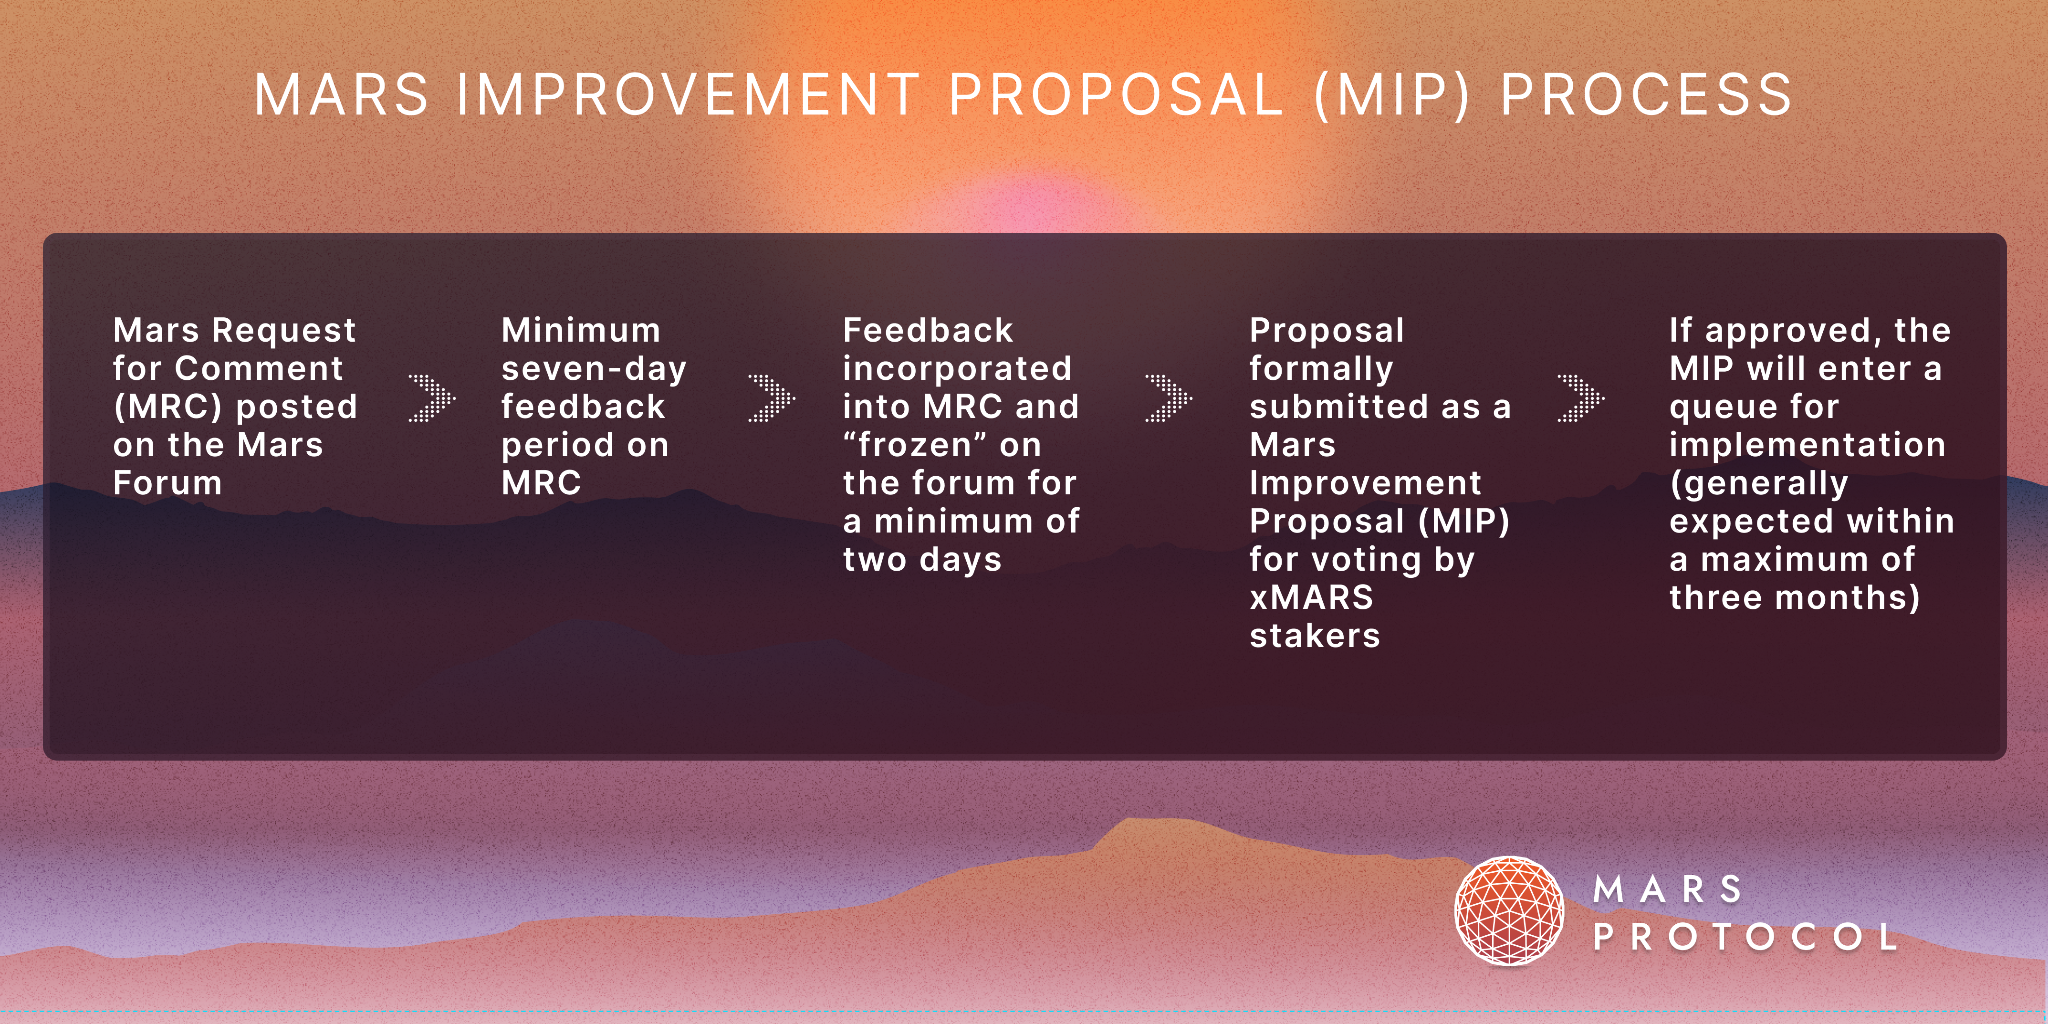 MARS IMPROVEMENT PROPOSAL (MIP) PROCESS
Mars Request
for Comment
(MRC) posted
on the Mars
Forum
Minimum
seven-day
feedback
period on
MRC
Feedback
incorporated
into MRC and
“frozen” on
the forum for
a minimum of
two days
Proposal
formally
submitted as a
Mars
Improvement
Proposal (MIP)
for voting by
xMARS
stakers
If approved, the
MIP will enter a
queue for
implementation
(generally
expected within
a maximum of
three months)
MARS
PROTOCOL